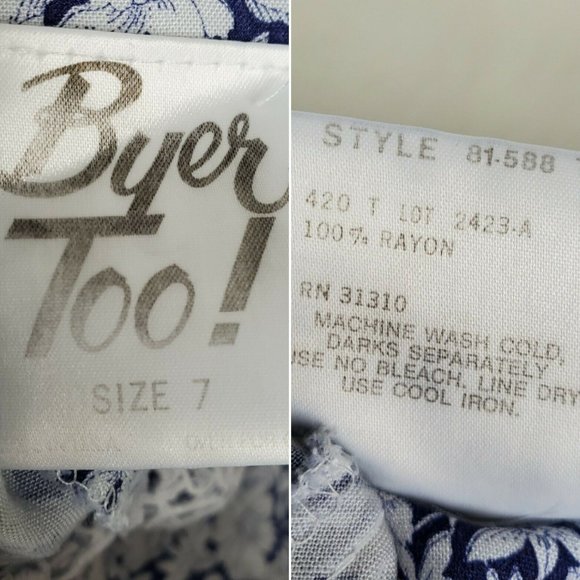 Byer
Too!
SIZE 7
STYLE 81-588
420 T LOT 2423-A
100% RAYON
RN 31310
MACHINE WASH COLD,
DARKS SEPARATELY
USE NO BLEACH, LINE DRY
USE COOL IRON.